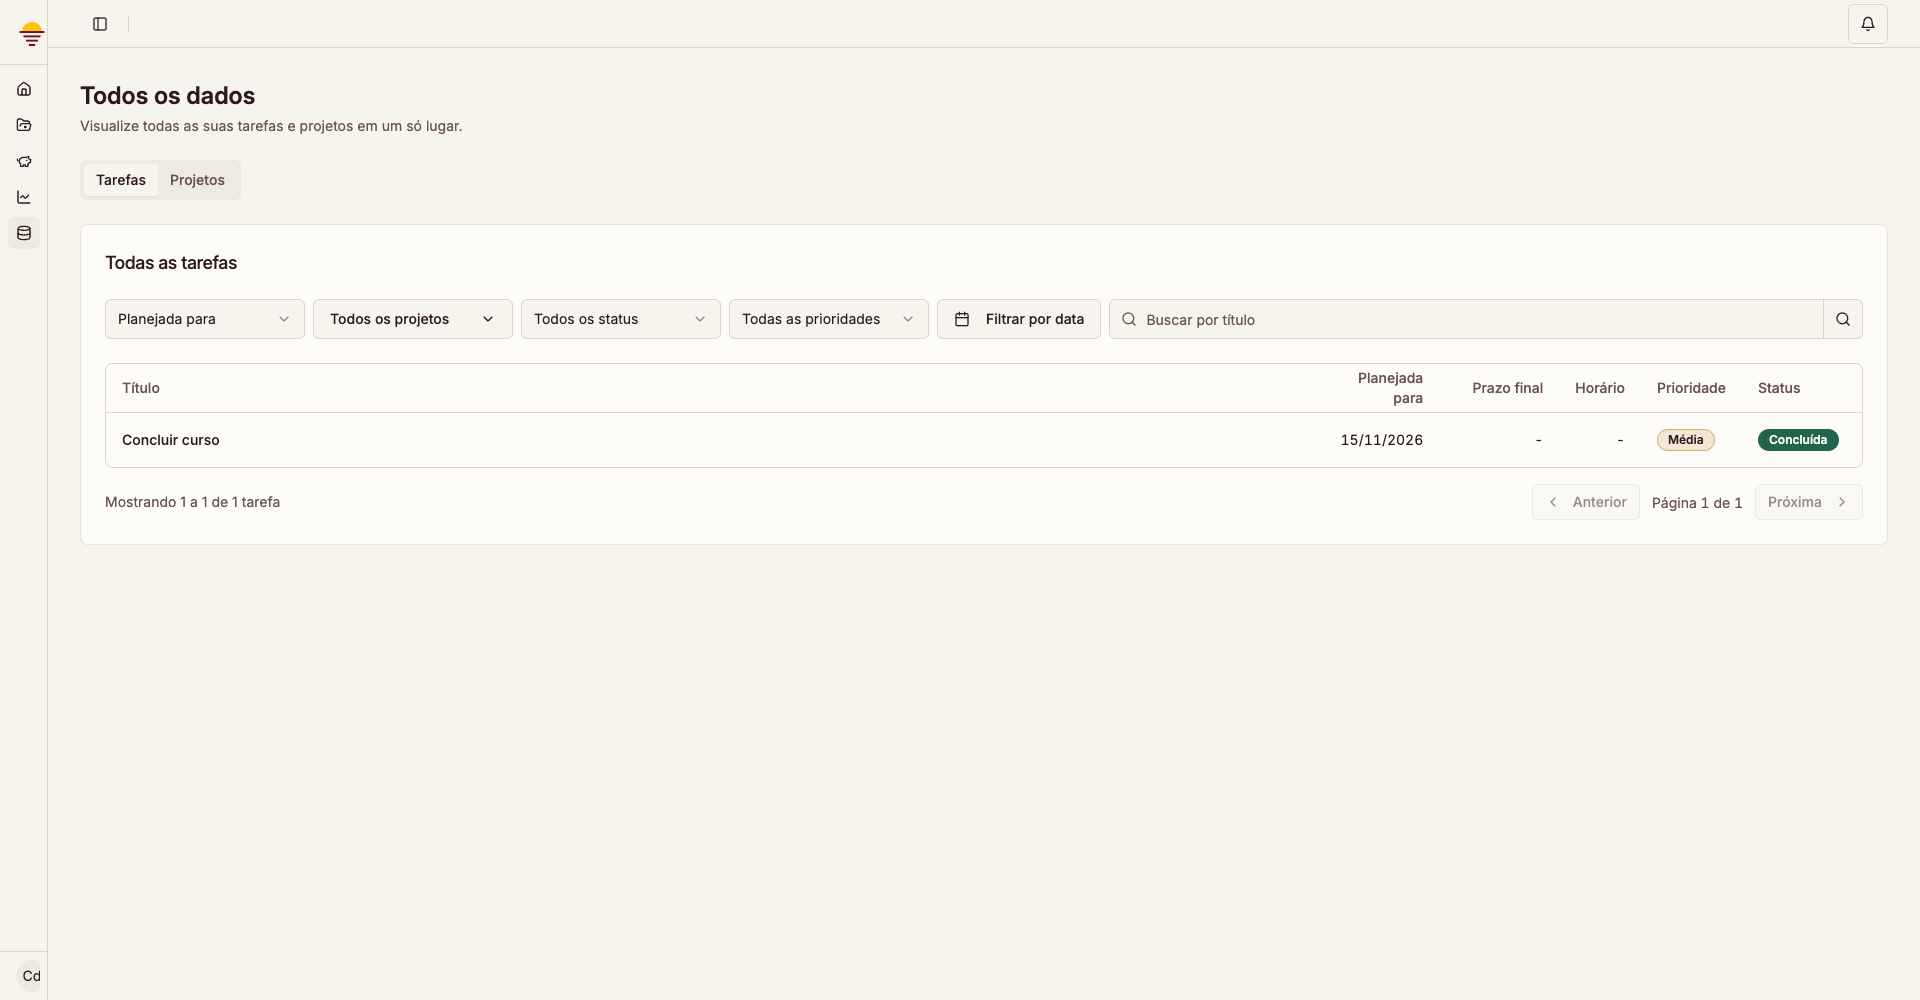 Todos os dados
Visualize todas as suas tarefas e projetos em um só lugar.
Tarefas
Projetos
Todas as tarefas
Planejada para
Todos os projetos
Todos os status
Todas as prioridades
Filtrar por data
Buscar por título
Título
Planejada
para
Prazo final
Horário
Prioridade
Status
Concluir curso
15/11/2026
-
-
Média
Concluída
Mostrando 1 a 1 de 1 tarefa
Anterior
Página 1 de 1
Próxima
Cd